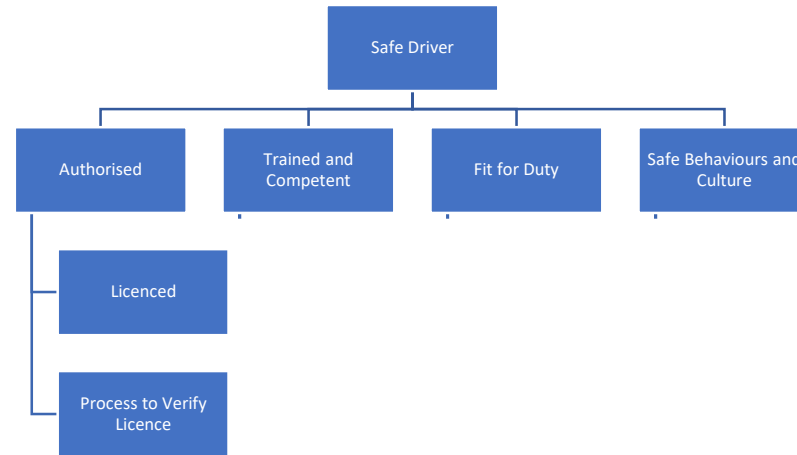 Safe Driver
Authorised
Trained and
Competent
Fit for Duty
Safe Behaviours and
Culture
Licenced
Process to Verify
Licence